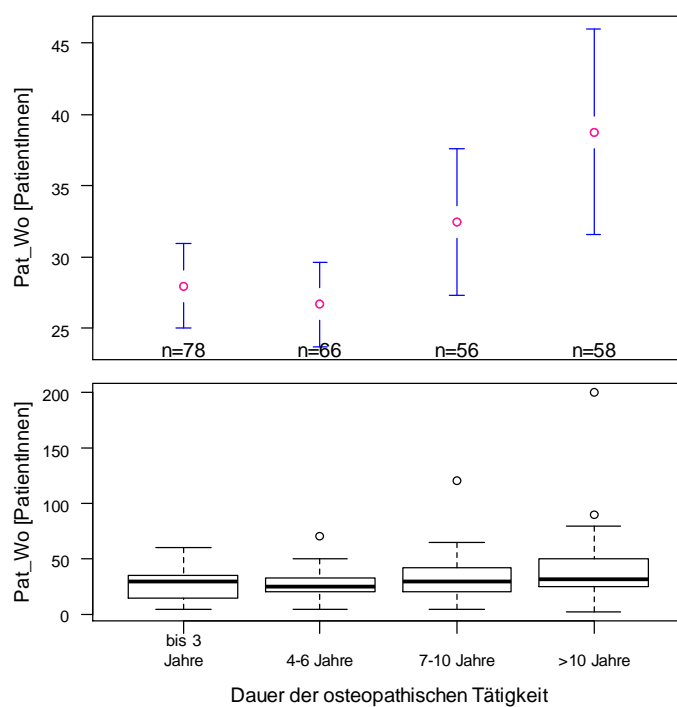 Pat_Wo [PatientInnen]
45
40
35
30
25
n=78 n=66 n=56 n=58
Pat_Wo [PatientInnen]
200
150
100
50
0
bis 3
Jahre 4-6 Jahre 7-10 Jahre >10 Jahre
Dauer der osteopathischen Tätigkeit